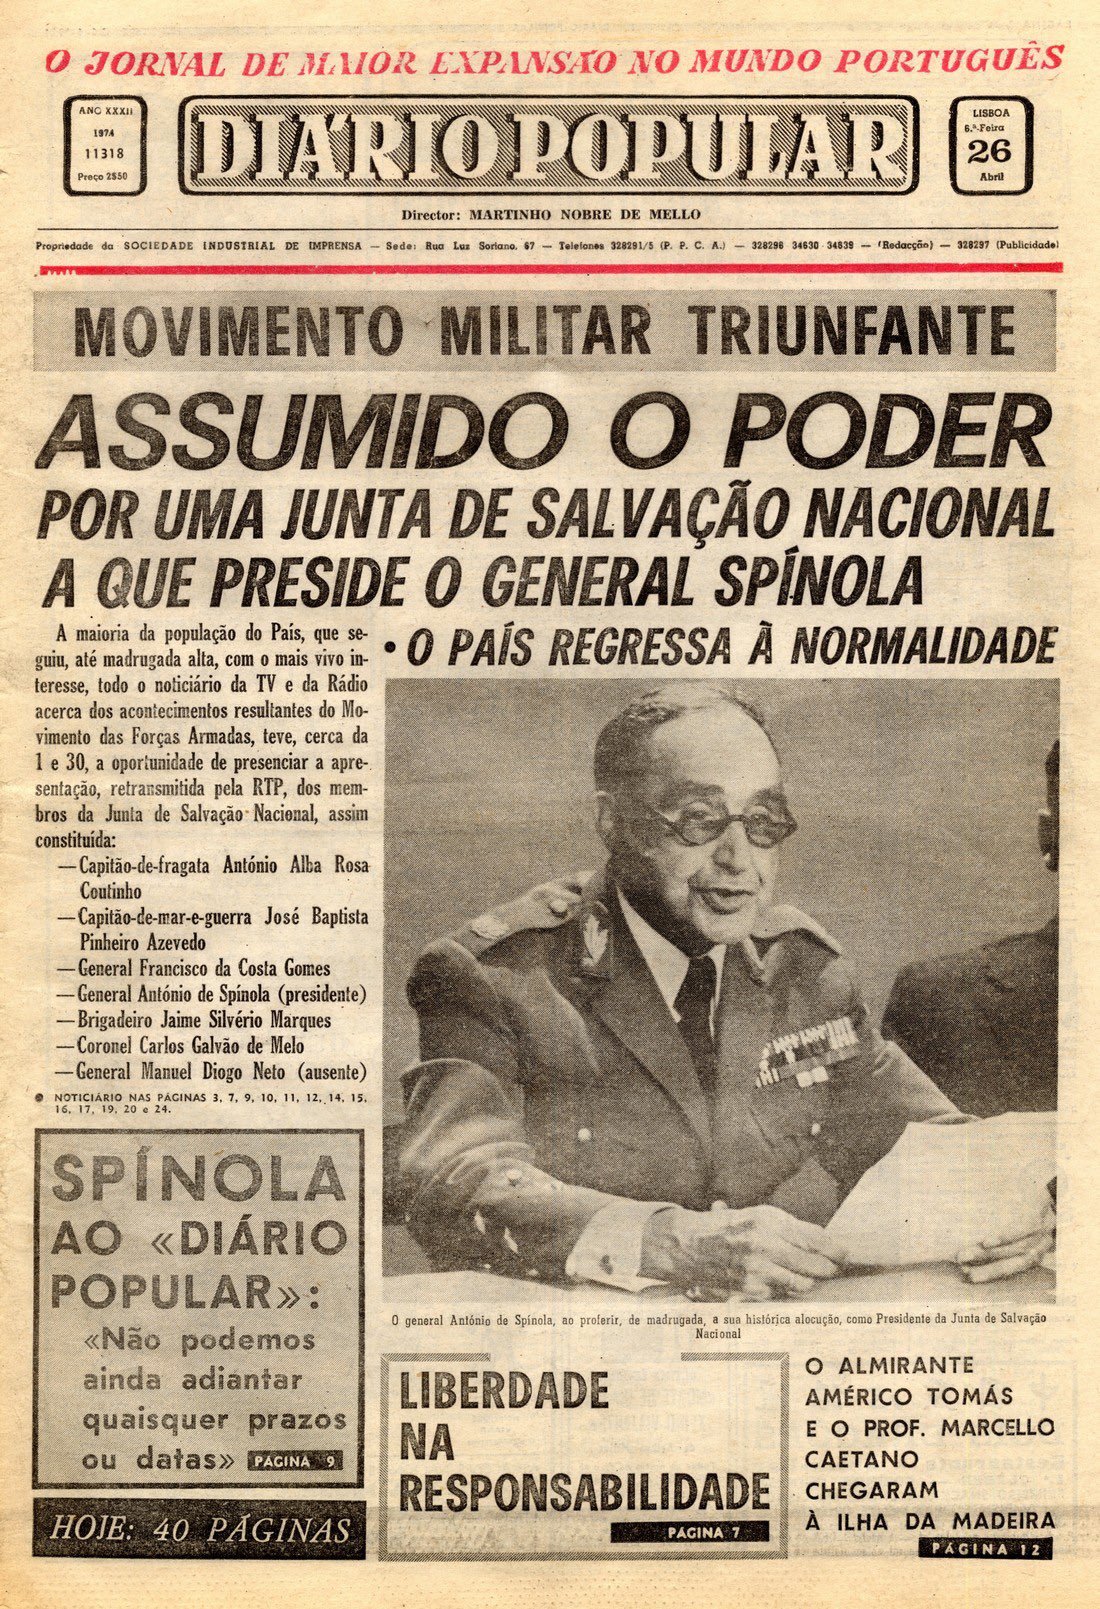 O JORNAL DE MAIOR EXPANSÃO NO MUNDO PORTUGUÊS
ANO XXXII
1974
11318
Preço 2$50
DIÁRIO POPULAR
LISBOA
6.ª-Feira
26
Abril
Director: MARTINHO NOBRE DE MELLO
Propriedade da SOCIEDADE INDUSTRIAL DE IMPRENSA — Sede: Rua Luz Soriano, 67 — Telefones 328291/5 (P. P. C. A.) — 328296 34630 34839 — (Redacção) — 328297 (Publicidade)
MOVIMENTO MILITAR TRIUNFANTE
ASSUMIDO O PODER
POR UMA JUNTA DE SALVAÇÃO NACIONAL
A QUE PRESIDE O GENERAL SPÍNOLA
• O PAÍS REGRESSA À NORMALIDADE
A maioria da população do País, que se-
guiu, até madrugada alta, com o mais vivo in-
teresse, todo o noticiário da TV e da Rádio
acerca dos acontecimentos resultantes do Mo-
vimento das Forças Armadas, teve, cerca da
1 e 30, a oportunidade de presenciar a apre-
sentação, retransmitida pela RTP, dos mem-
bros da Junta de Salvação Nacional, assim
constituída:
—Capitão-de-fragata António Alba Rosa
Coutinho
—Capitão-de-mar-e-guerra José Baptista
Pinheiro Azevedo
—General Francisco da Costa Gomes
—General António de Spínola (presidente)
—Brigadeiro Jaime Silvério Marques
—Coronel Carlos Galvão de Melo
—General Manuel Diogo Neto (ausente)
● NOTICIÁRIO NAS PÁGINAS 3, 7, 9, 10, 11, 12, 14, 15,
16, 17, 19, 20 e 24.
SPÍNOLA
AO «DIÁRIO
POPULAR»:
«Não podemos
ainda adiantar
quaisquer prazos
ou datas» PÁGINA 9
HOJE: 40 PÁGINAS
O general António de Spínola, ao proferir, de madrugada, a sua histórica alocução, como Presidente da Junta de Salvação
Nacional
LIBERDADE
NA
RESPONSABILIDADE
PÁGINA 7
O ALMIRANTE
AMÉRICO TOMÁS
E O PROF. MARCELLO
CAETANO
CHEGARAM
À ILHA DA MADEIRA
PÁGINA 12